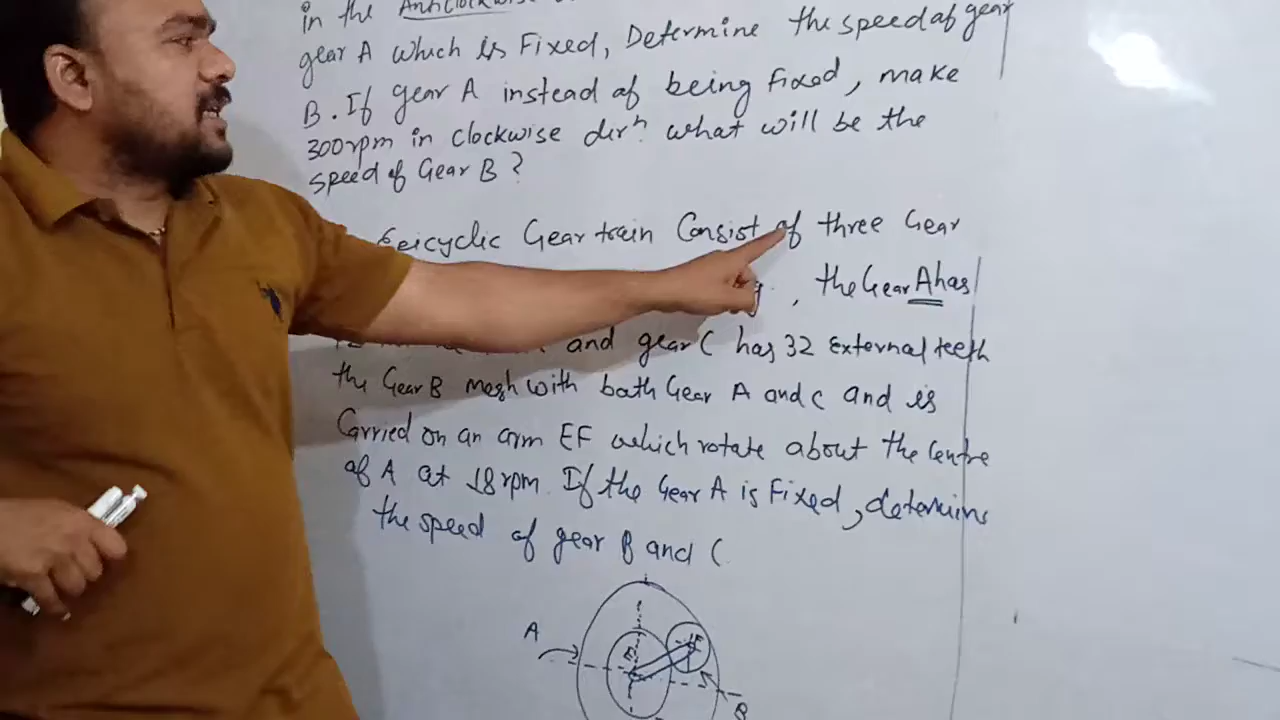 in the Anticlockwise
gear A which is Fixed, Determine the speed of gear
B. If gear A instead of being Fixed, make
300rpm in Clockwise dirⁿ. what will be the
speed of Gear B?
Epicyclic Gear train Consist of three Gear
, the Gear A has
and gear C has 32 External teeth
the Gear B mesh with both Gear A and C and is
Carried on an arm EF which rotate about the Centre
of A at 18 rpm. If the Gear A is Fixed, determine
the speed of gear B and C.
A
E
F
B